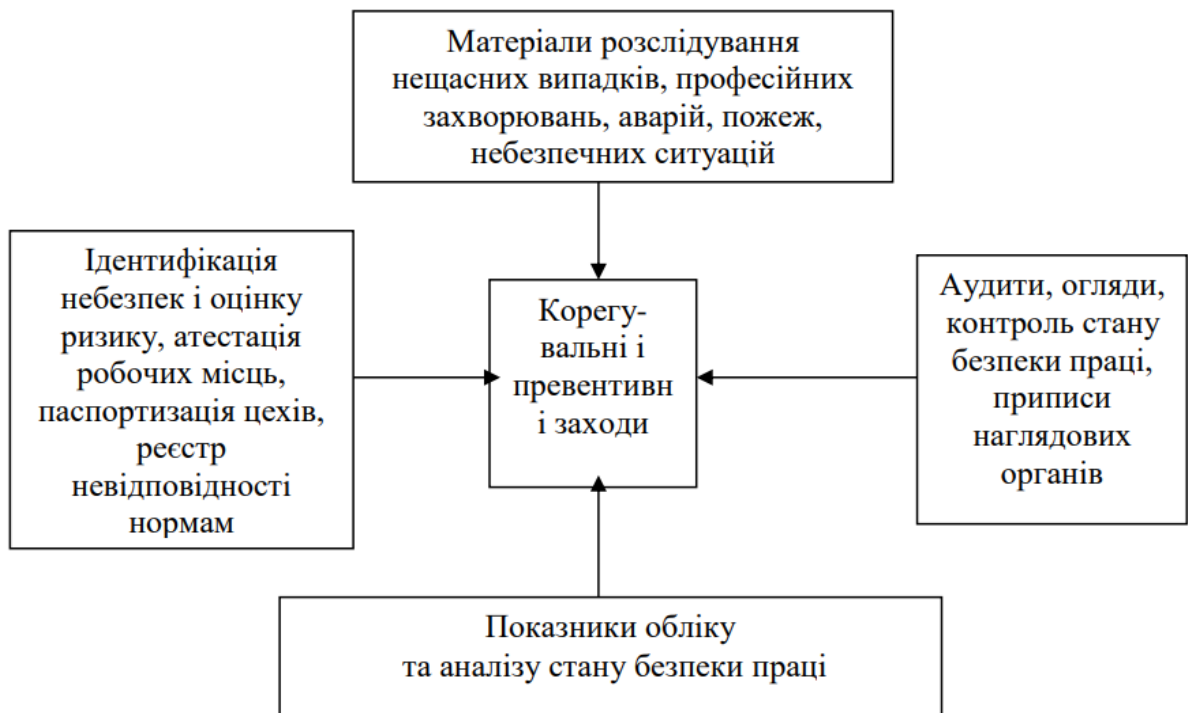 Матеріали розслідування
нещасних випадків, професійних
захворювань, аварій, пожеж,
небезпечних ситуацій
Ідентифікація
небезпек і оцінку
ризику, атестація
робочих місць,
паспортизація цехів,
реєстр
невідповідності
нормам
Корегу-
вальні і
превентивн
і заходи
Аудити, огляди,
контроль стану
безпеки праці,
приписи
наглядових
органів
Показники обліку
та аналізу стану безпеки праці